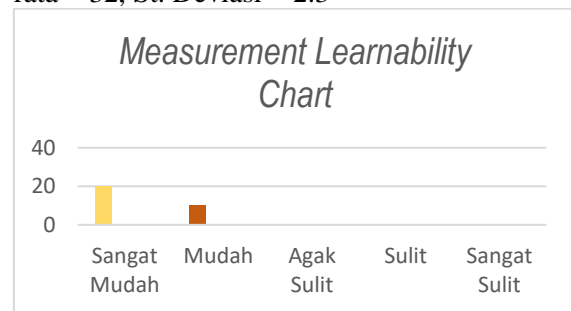 rata = 32, St. Deviasi = 2.5
Measurement Learnability
Chart
40
20
0
Sangat Mudah Agak Sulit Sangat
Mudah Sulit Sulit